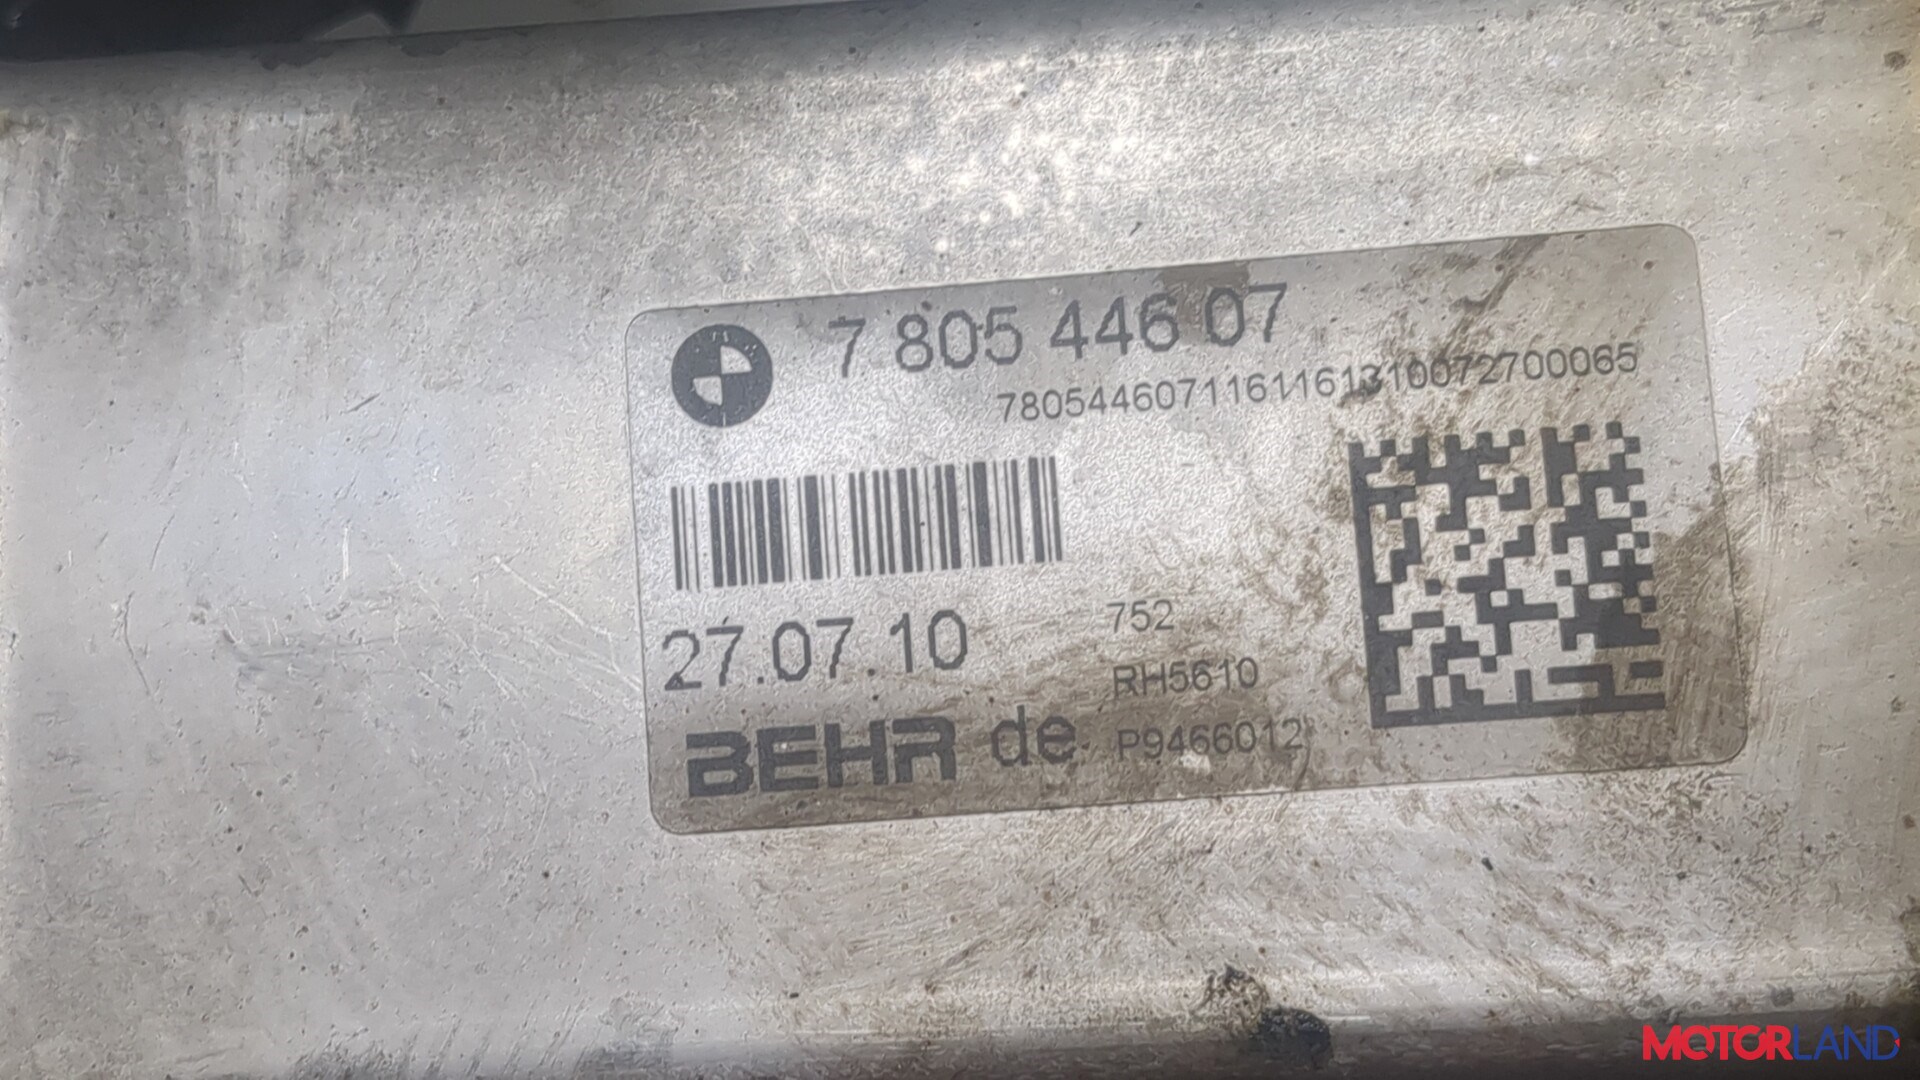 7 805 446 07
7805446071161161310072700065
27.07.10
752
RH5610
BEHR de
P9466012
MOTORLAND